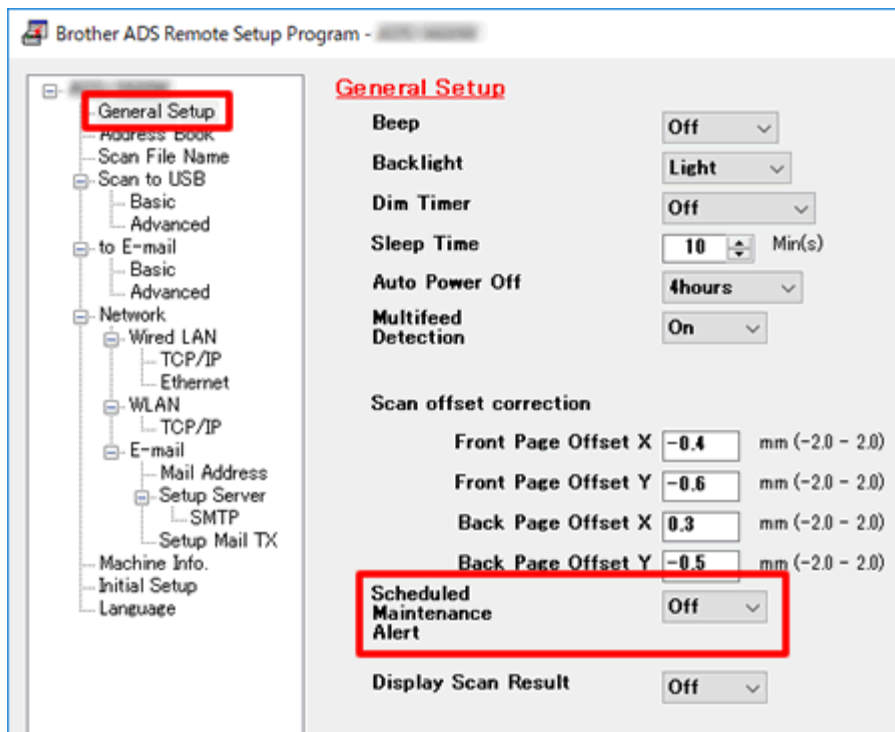 Brother ADS Remote Setup Program -
General Setup
Address Book
Scan File Name
Scan to USB
Basic
Advanced
to E-mail
Basic
Advanced
Network
Wired LAN
TCP/IP
Ethernet
WLAN
TCP/IP
E-mail
Mail Address
Setup Server
SMTP
Setup Mail TX
Machine Info.
Initial Setup
Language
General Setup
Beep Off
Backlight Light
Dim Timer Off
Sleep Time 10 Min(s)
Auto Power Off 4hours
Multifeed
Detection On
Scan offset correction
Front Page Offset X -0.4 mm (-2.0 - 2.0)
Front Page Offset Y -0.6 mm (-2.0 - 2.0)
Back Page Offset X 0.3 mm (-2.0 - 2.0)
Back Page Offset Y -0.5 mm (-2.0 - 2.0)
Scheduled
Maintenance
Alert Off
Display Scan Result Off